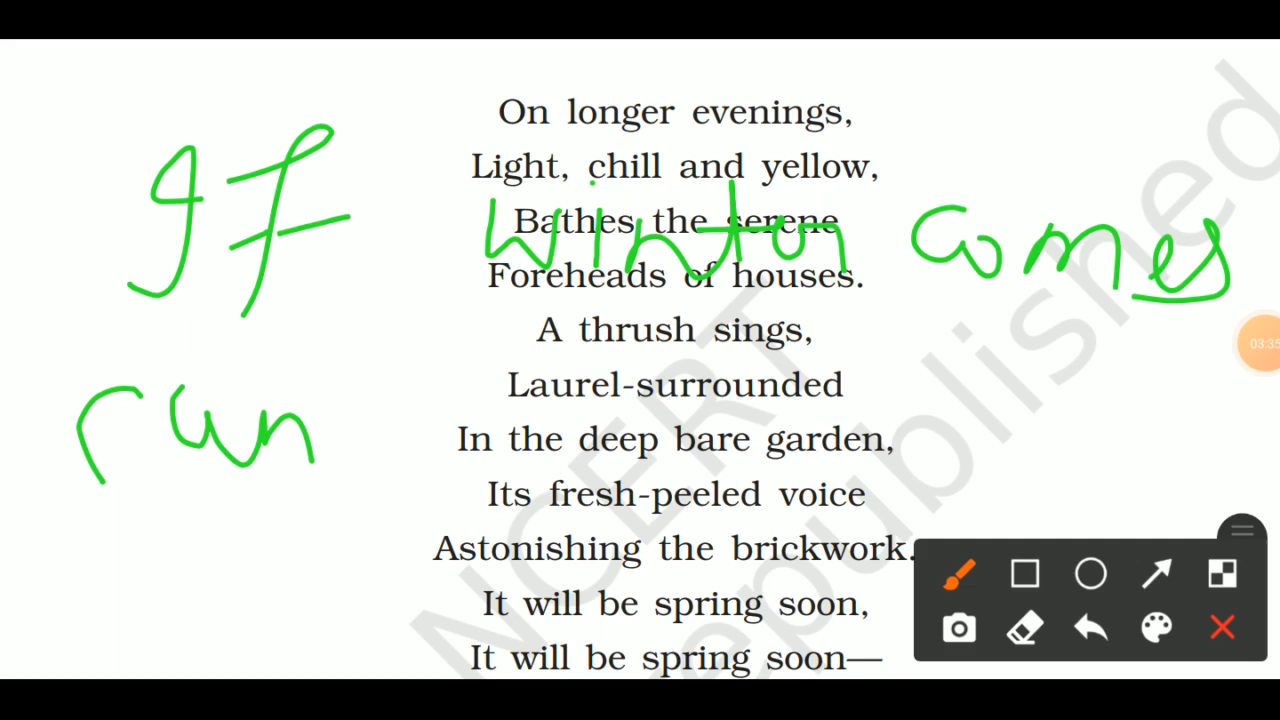 On longer evenings,
Light, chill and yellow,
Bathes the serene
Foreheads of houses.
A thrush sings,
Laurel-surrounded
In the deep bare garden,
Its fresh-peeled voice
Astonishing the brickwork.
It will be spring soon,
It will be spring soon—
IF winter comes
can
NCERT
republished
03:35